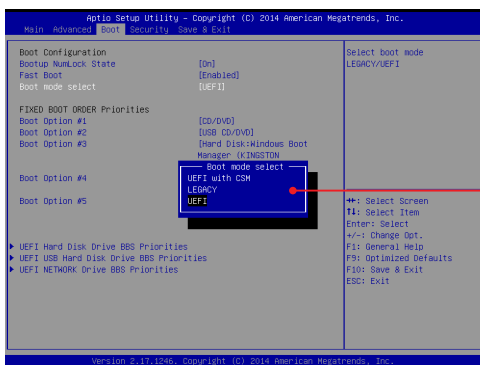 Aptio Setup Utility - Copyright (C) 2014 American Megatrends, Inc.
Main Advanced Boot Security Save & Exit
Boot Configuration
Bootup NumLock State [On]
Fast Boot [Enabled]
Boot mode select [UEFI]
FIXED BOOT ORDER Priorities
Boot Option #1 [CD/DVD]
Boot Option #2 [USB CD/DVD]
Boot Option #3 [Hard Disk:Windows Boot
Manager (KINGSTON
Boot Option #4
Boot Option #5
Boot mode select
UEFI with CSM
LEGACY
UEFI
UEFI Hard Disk Drive BBS Priorities
UEFI USB Hard Disk Drive BBS Priorities
UEFI NETWORK Drive BBS Priorities
Select boot mode
LEGACY/UEFI
→←: Select Screen
↑↓: Select Item
Enter: Select
+/-: Change Opt.
F1: General Help
F9: Optimized Defaults
F10: Save & Exit
ESC: Exit
Version 2.17.1246. Copyright (C) 2014 American Megatrends, Inc.